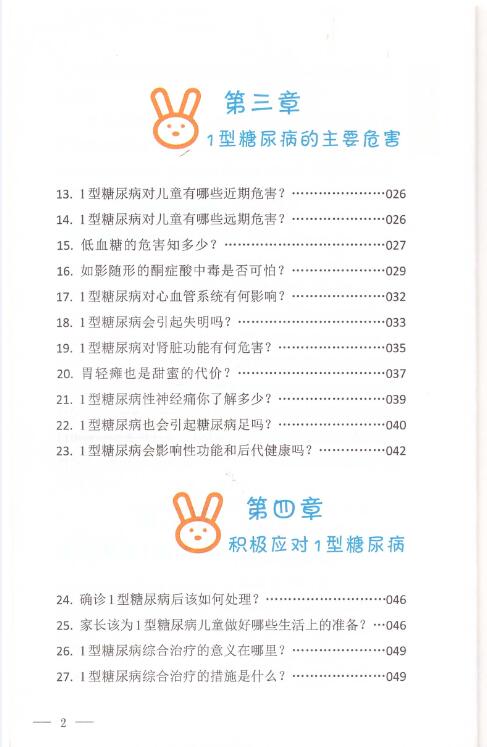 第三章
1型糖尿病的主要危害
13. 1型糖尿病对儿童有哪些近期危害？…………………026
14. 1型糖尿病对儿童有哪些远期危害？…………………026
15. 低血糖的危害知多少？……………………………027
16. 如影随形的酮症酸中毒是否可怕？…………………029
17. 1型糖尿病对心血管系统有何影响？…………………032
18. 1型糖尿病会引起失明吗？…………………………033
19. 1型糖尿病对肾脏功能有何危害？……………………035
20. 胃轻瘫也是甜蜜的代价？…………………………037
21. 1型糖尿病性神经痛你了解多少？……………………039
22. 1型糖尿病也会引起糖尿病足吗？……………………040
23. 1型糖尿病会影响性功能和后代健康吗？………………042
第四章
积极应对1型糖尿病
24. 确诊1型糖尿病后该如何处理？………………………046
25. 家长该为1型糖尿病儿童做好哪些生活上的准备？…046
26. 1型糖尿病综合治疗的意义在哪里？…………………049
27. 1型糖尿病综合治疗的措施是什么？…………………049
— 2 —